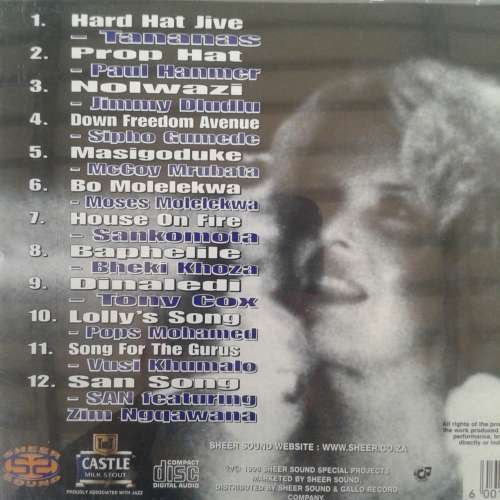 1. Hard Hat Jive
– Tananas
2. Prop Hat
- Paul Hanmer
3. Nolwazi
- Jimmy Dludlu
4. Down Freedom Avenue
- Sipho Gumede
5. Masigoduke
- McCoy Mrubata
6. Bo Molelekwa
- Moses Molelekwa
7. House On Fire
- Sankomota
8. Baphelile
- Bheki Khoza
9. Dinaledi
- Tony Cox
10. Lolly's Song
- Pops Mohamed
11. Song For The Gurus
- Vusi Khumalo
12. San Song
- SAN featuring
Zim Ngqawana
All rights of the pro
the work produced
performance, br
directly or ind
SHEER SOUND WEBSITE : WWW.SHEER.CO.ZA
1998 SHEER SOUND SPECIAL PROJECTS
MARKETED BY SHEER SOUND.
DISTRIBUTED BY SHEER SOUND & GALLO RECORD
COMPANY
SHEER
SOUND
CASTLE
MILK STOUT
PROUDLY ASSOCIATED WITH JAZZ
COMPACT
disc
DIGITAL AUDIO